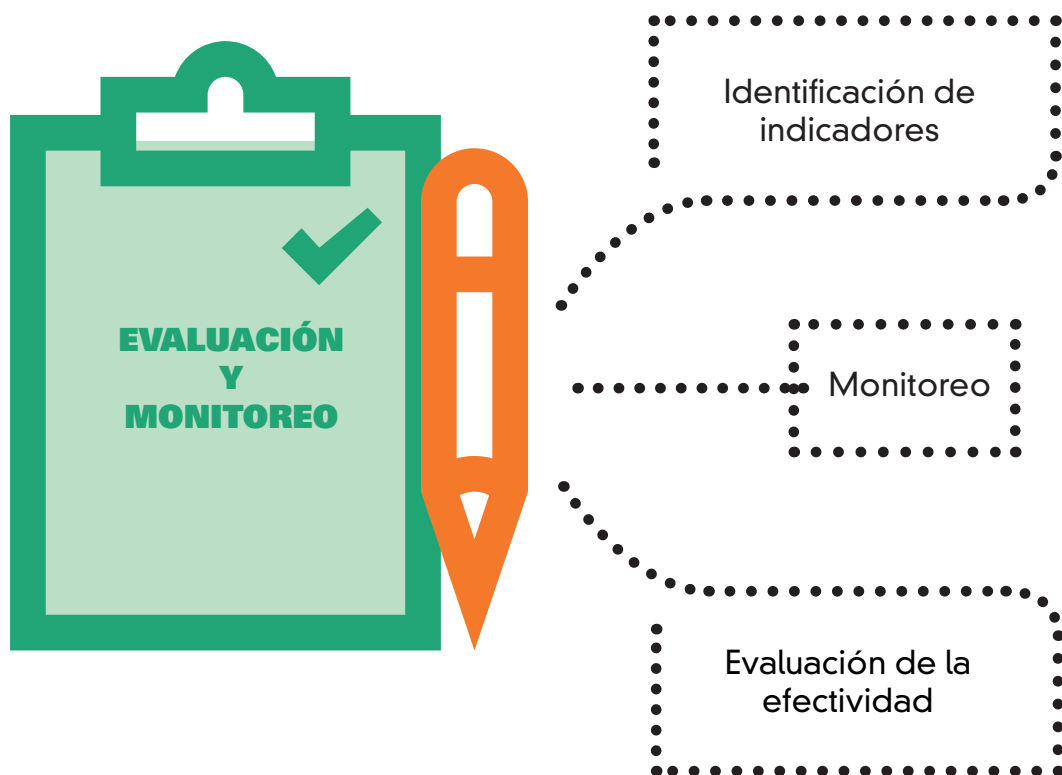 EVALUACIÓN
Y
MONITOREO
Identificación de
indicadores
Monitoreo
Evaluación de la
efectividad